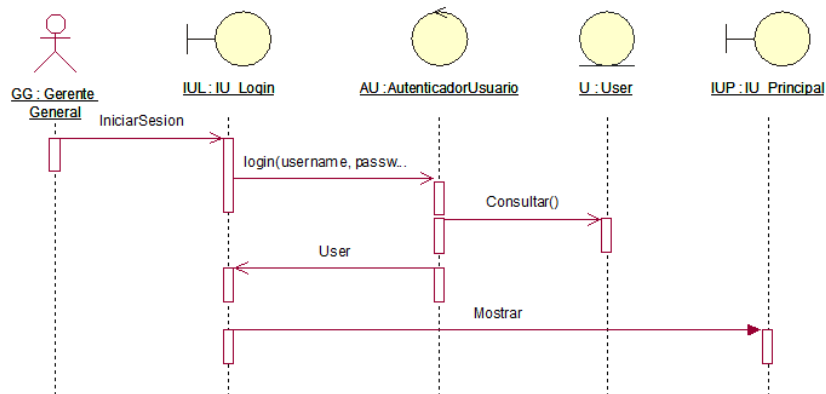 GG : Gerente
General
IUL : IU_Login
AU : AutenticadorUsuario
U : User
IUP : IU_Principal
IniciarSesion
login(username, passw...
Consultar()
User
Mostrar